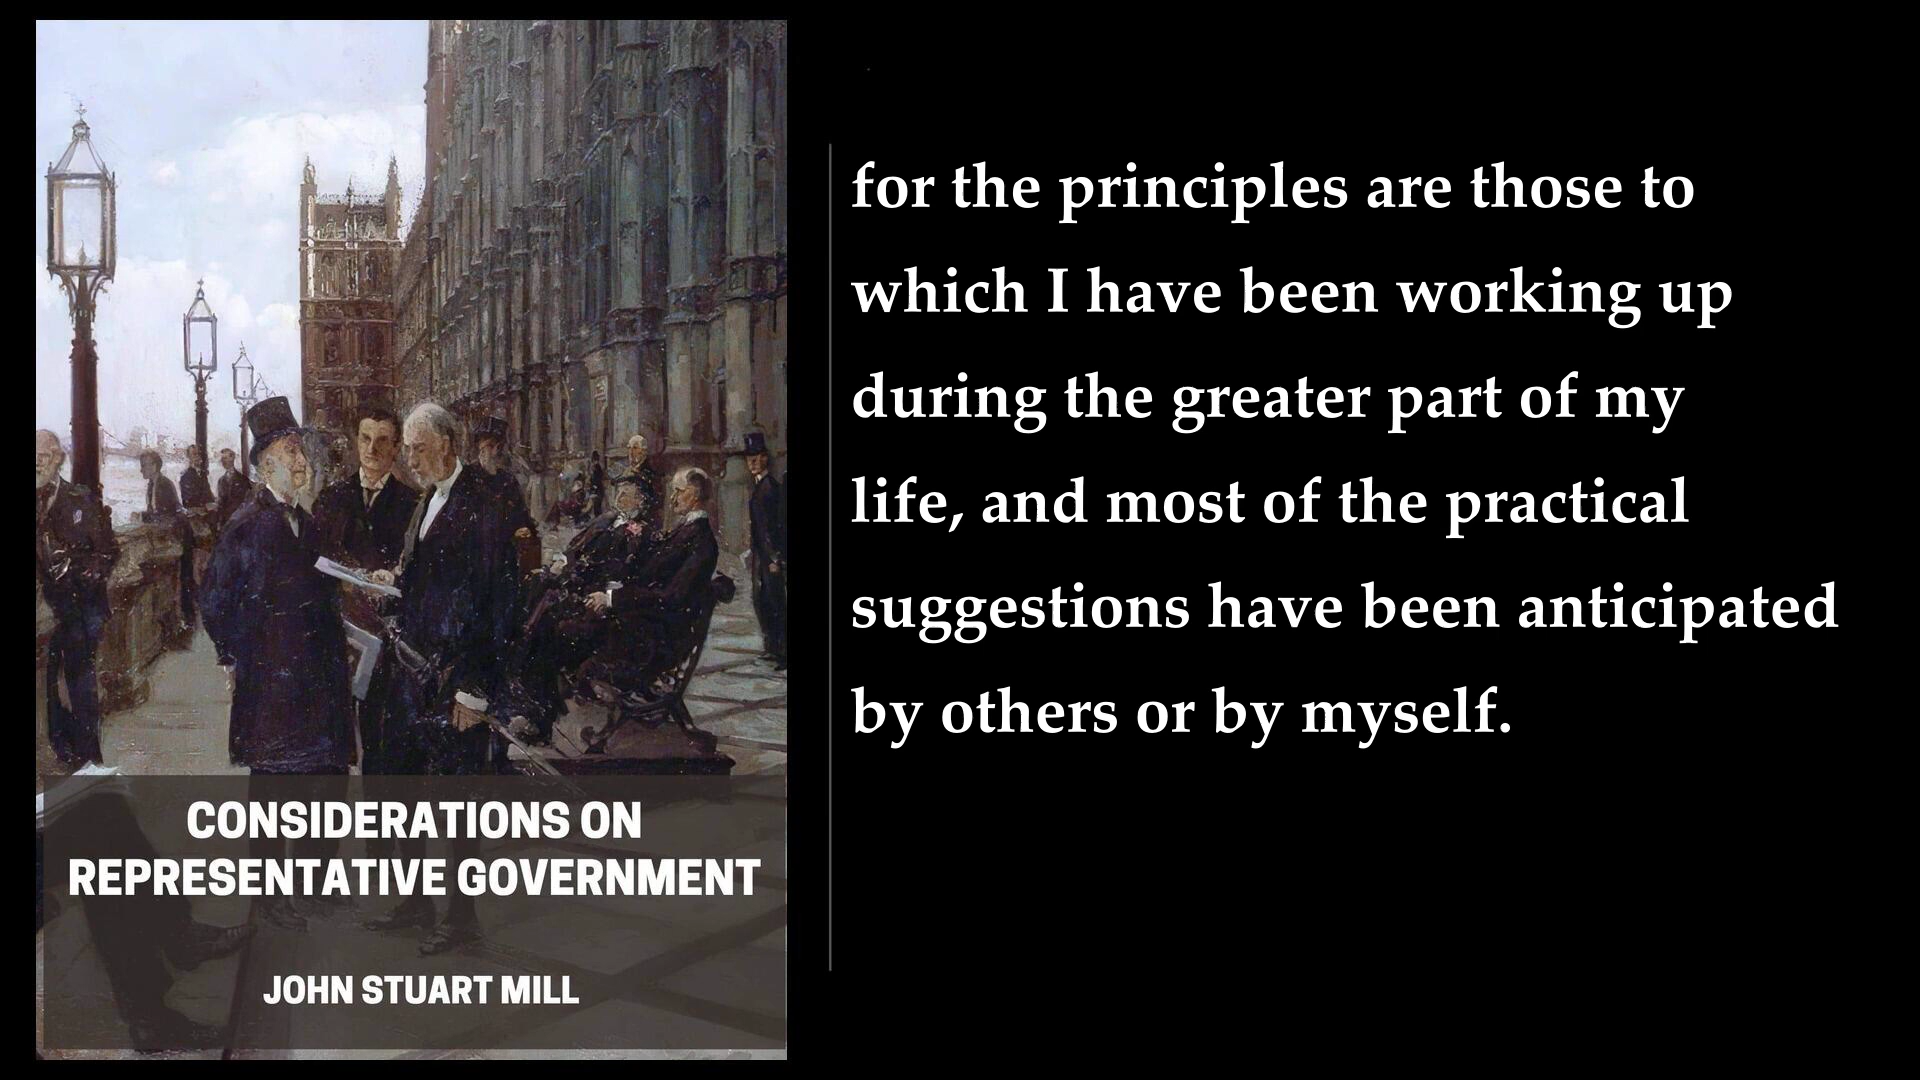 for the principles are those to
which I have been working up
during the greater part of my
life, and most of the practical
suggestions have been anticipated
by others or by myself.
CONSIDERATIONS ON
REPRESENTATIVE GOVERNMENT
JOHN STUART MILL